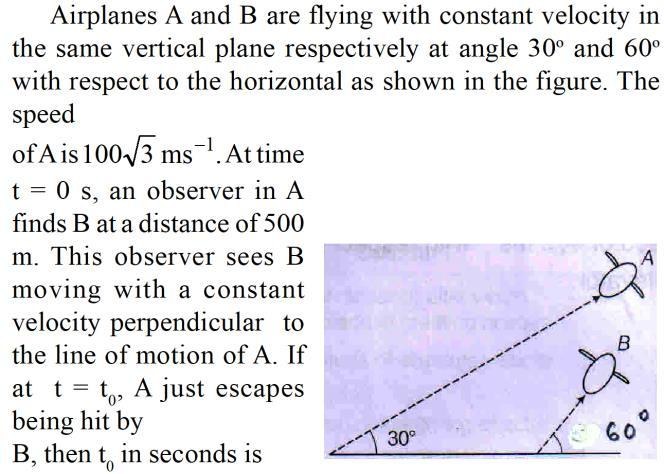 Airplanes A and B are flying with constant velocity in
the same vertical plane respectively at angle 30º and 60º
with respect to the horizontal as shown in the figure. The
speed
of A is 100√3 ms⁻¹. At time
t = 0 s, an observer in A
finds B at a distance of 500
m. This observer sees B
moving with a constant
velocity perpendicular to
the line of motion of A. If
at t = t₀, A just escapes
being hit by
B, then t₀ in seconds is
A
B
30°
60°